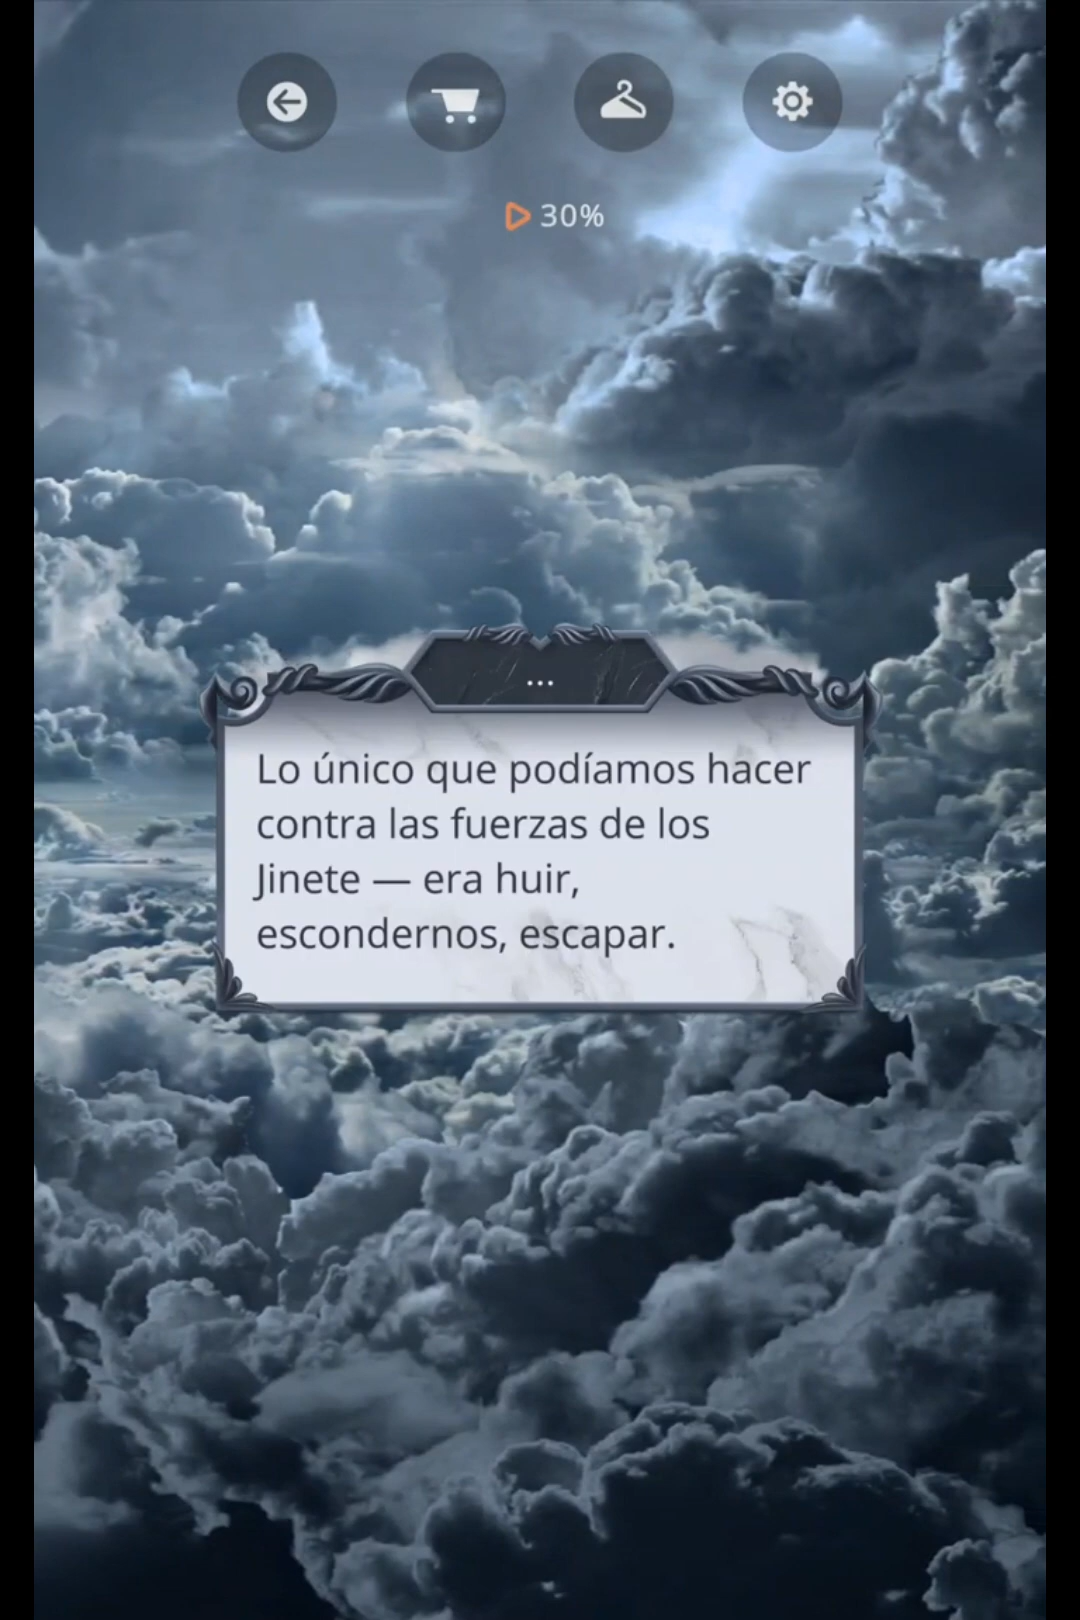 30%
...
Lo único que podíamos hacer
contra las fuerzas de los
Jinete — era huir,
escondernos, escapar.